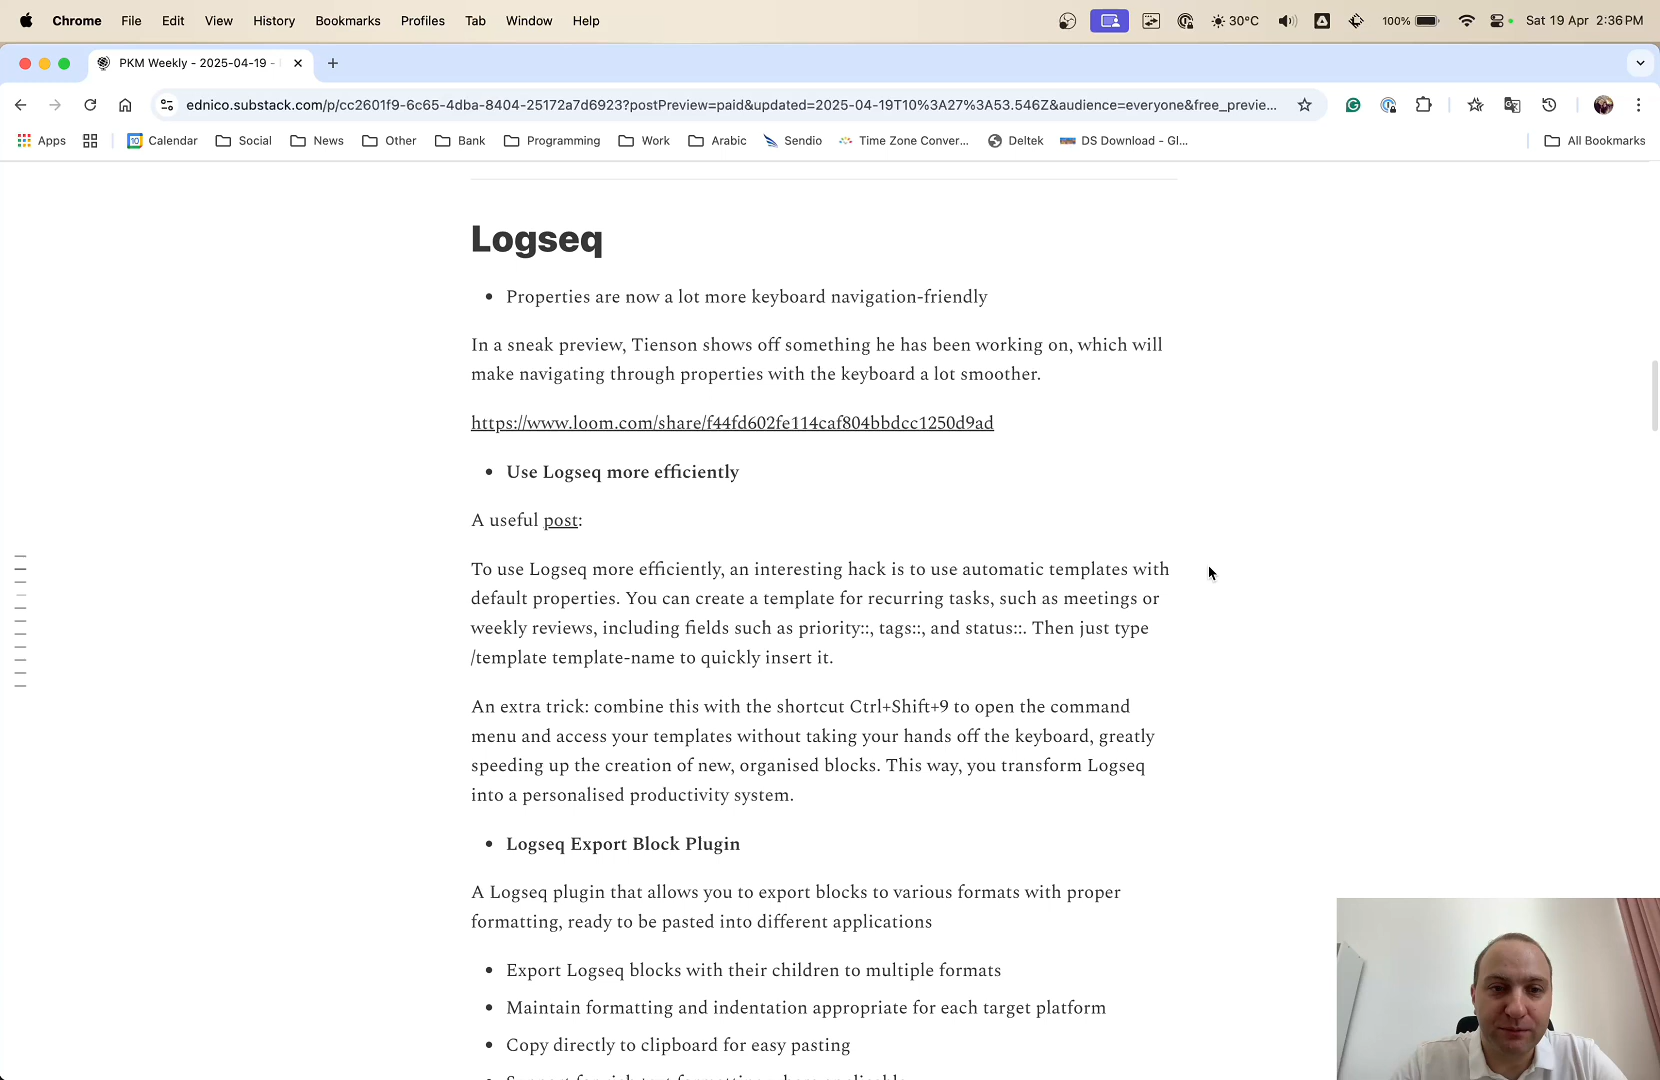 Chrome File Edit View History Bookmarks Profiles Tab Window Help 30°C 100% Sat 19 Apr 2:36 PM
PKM Weekly - 2025-04-19 -
ednico.substack.com/p/cc2601f9-6c65-4dba-8404-25172a7d6923?postPreview=paid&updated=2025-04-19T10%3A27%3A53.546Z&audience=everyone&free_previe...
Apps 10 Calendar Social News Other Bank Programming Work Arabic Sendio Time Zone Conver... Deltek DS Download - Gl... All Bookmarks
Logseq
• Properties are now a lot more keyboard navigation-friendly
In a sneak preview, Tienson shows off something he has been working on, which will
make navigating through properties with the keyboard a lot smoother.
https://www.loom.com/share/f44fd602fe114caf804bbdcc1250d9ad
• Use Logseq more efficiently
A useful post:
To use Logseq more efficiently, an interesting hack is to use automatic templates with
default properties. You can create a template for recurring tasks, such as meetings or
weekly reviews, including fields such as priority::, tags::, and status::. Then just type
/template template-name to quickly insert it.
An extra trick: combine this with the shortcut Ctrl+Shift+9 to open the command
menu and access your templates without taking your hands off the keyboard, greatly
speeding up the creation of new, organised blocks. This way, you transform Logseq
into a personalised productivity system.
• Logseq Export Block Plugin
A Logseq plugin that allows you to export blocks to various formats with proper
formatting, ready to be pasted into different applications
• Export Logseq blocks with their children to multiple formats
• Maintain formatting and indentation appropriate for each target platform
• Copy directly to clipboard for easy pasting